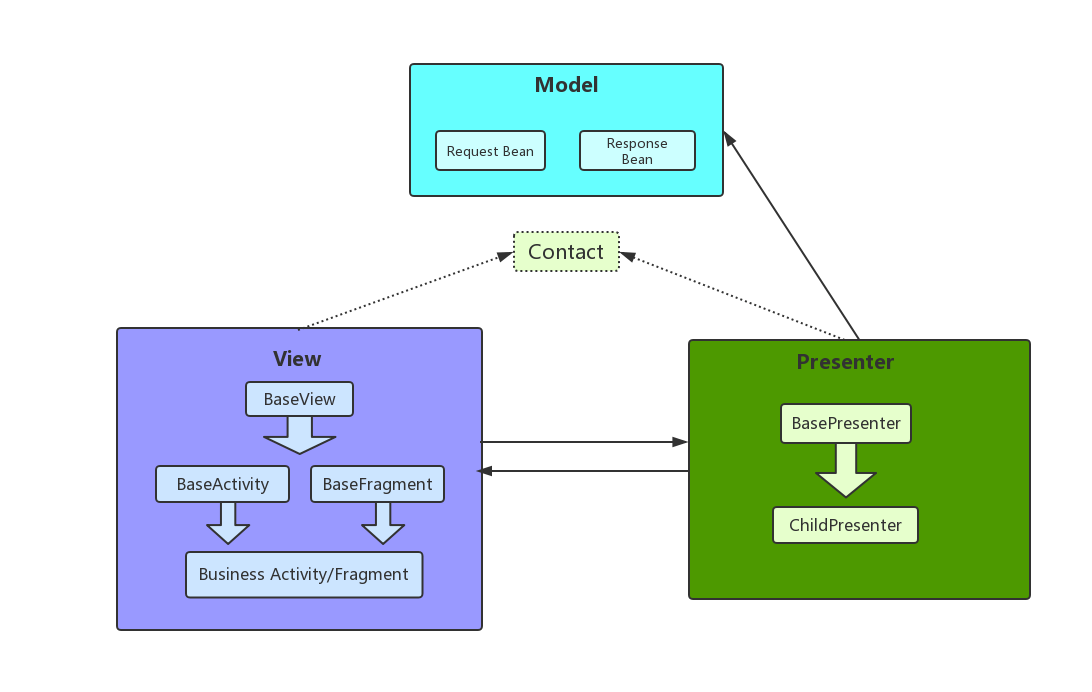 Model
Request Bean
Response
Bean
Contact
View
BaseView
BaseActivity
BaseFragment
Business Activity/Fragment
Presenter
BasePresenter
ChildPresenter